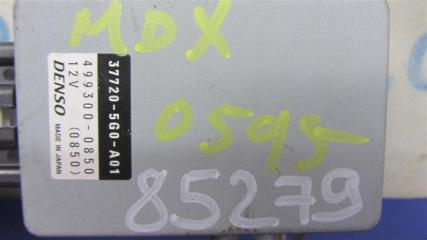 MDX
37720-5G0-A01
499300-0850
12V (0850)
DENSO MADE IN JAPAN
0595
85279